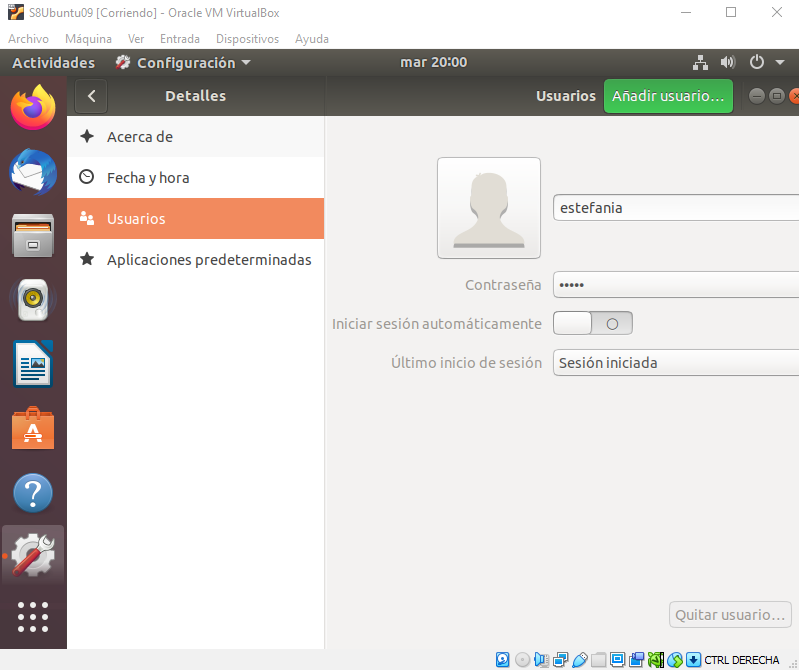 S8Ubuntu09 [Corriendo] - Oracle VM VirtualBox
Archivo Máquina Ver Entrada Dispositivos Ayuda
Actividades Configuración mar 20:00
Detalles Usuarios Añadir usuario…
Acerca de
Fecha y hora
Usuarios
Aplicaciones predeterminadas
estefania
Contraseña •••••
Iniciar sesión automáticamente
Último inicio de sesión Sesión iniciada
Quitar usuario…
CTRL DERECHA